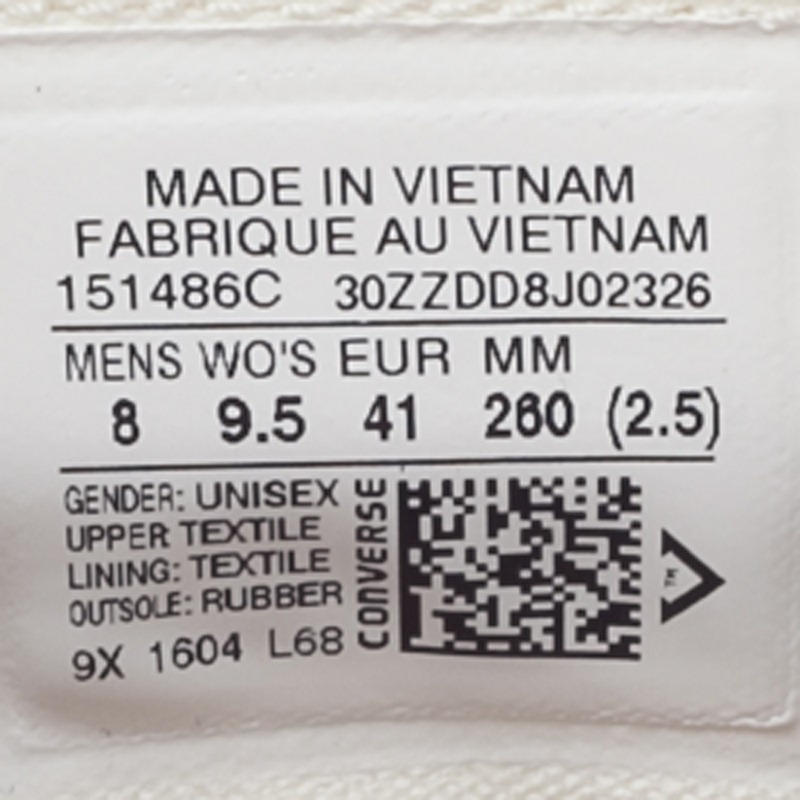 MADE IN VIETNAM
FABRIQUE AU VIETNAM
151486C 30ZZDD8J02326
MENS WO'S EUR MM
8 9.5 41 260 (2.5)
GENDER: UNISEX
UPPER TEXTILE
LINING: TEXTILE
OUTSOLE: RUBBER
9X 1604 L68
CONVERSE
TM